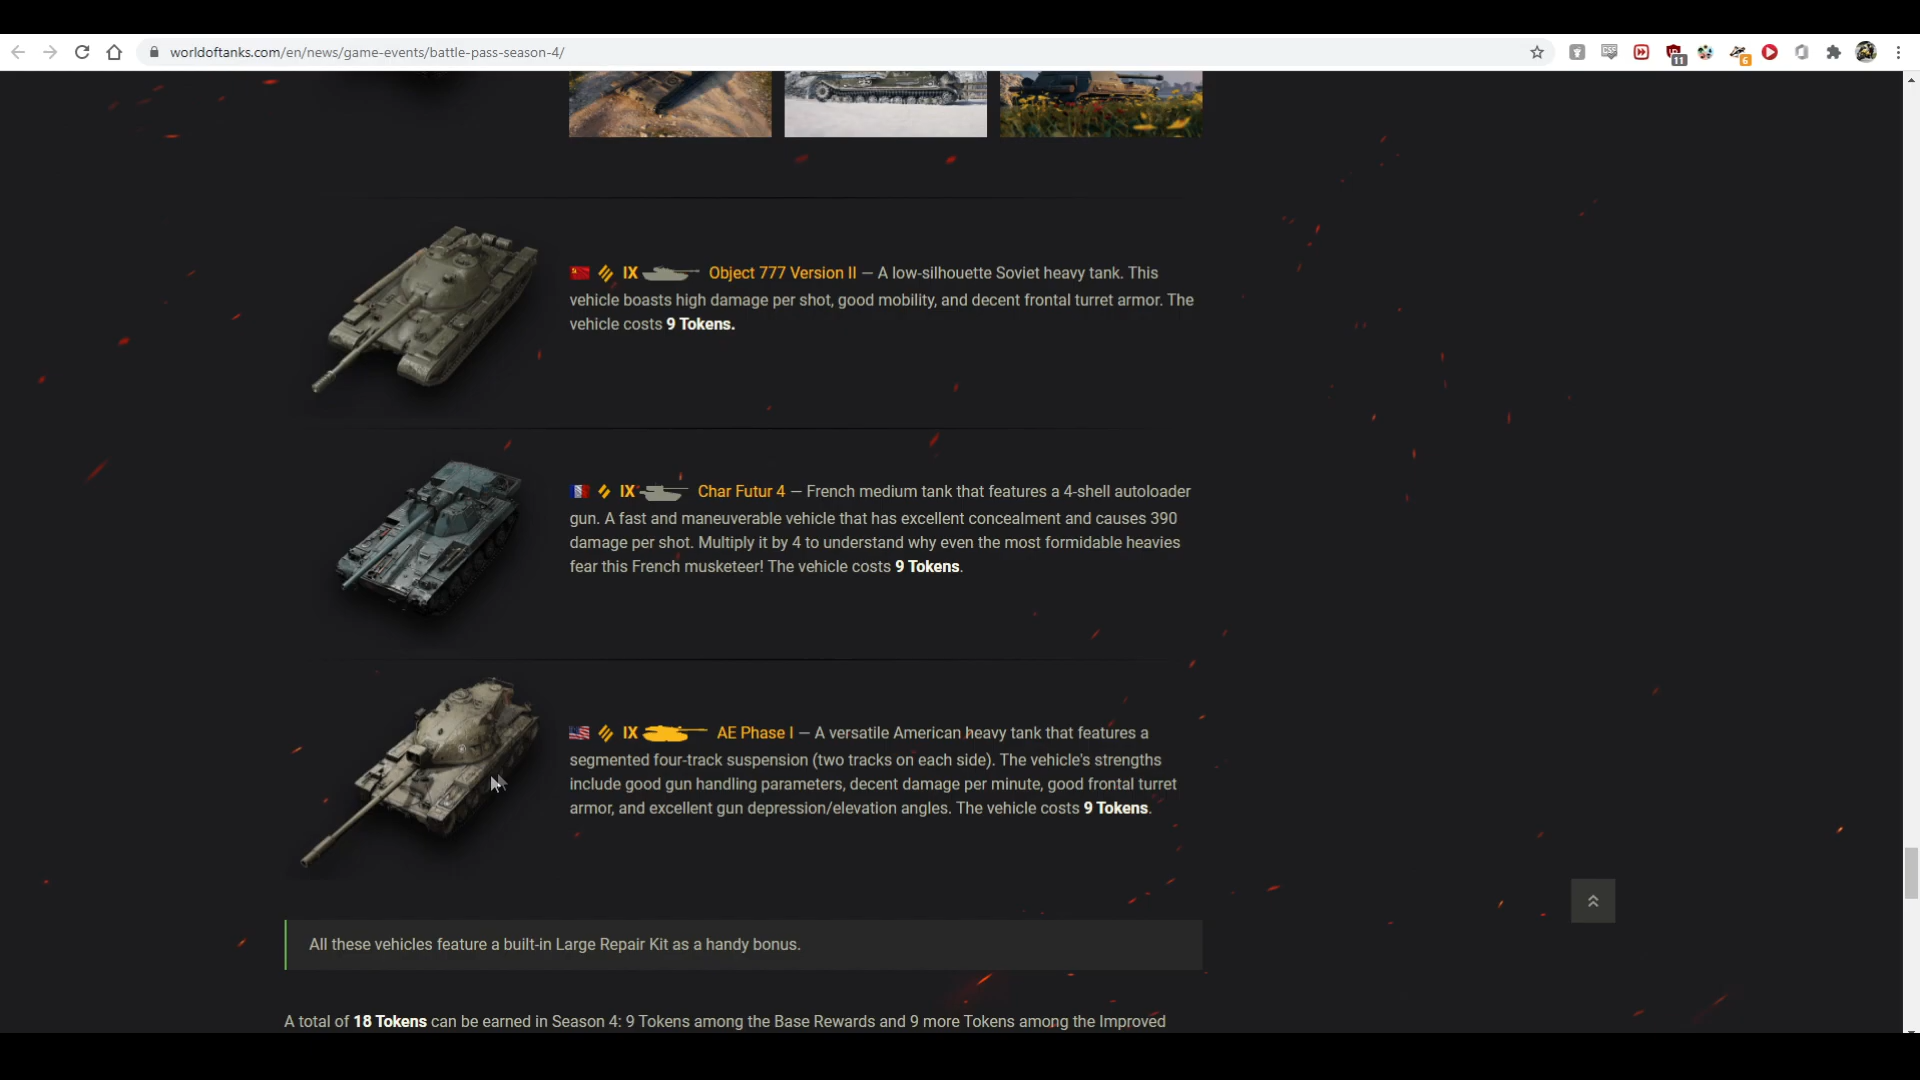 worldoftanks.com/en/news/game-events/battle-pass-season-4/
11
6
IX Object 777 Version II — A low-silhouette Soviet heavy tank. This
vehicle boasts high damage per shot, good mobility, and decent frontal turret armor. The
vehicle costs 9 Tokens.
IX Char Futur 4 — French medium tank that features a 4-shell autoloader
gun. A fast and maneuverable vehicle that has excellent concealment and causes 390
damage per shot. Multiply it by 4 to understand why even the most formidable heavies
fear this French musketeer! The vehicle costs 9 Tokens.
IX AE Phase I — A versatile American heavy tank that features a
segmented four-track suspension (two tracks on each side). The vehicle's strengths
include good gun handling parameters, decent damage per minute, good frontal turret
armor, and excellent gun depression/elevation angles. The vehicle costs 9 Tokens.
All these vehicles feature a built-in Large Repair Kit as a handy bonus.
A total of 18 Tokens can be earned in Season 4: 9 Tokens among the Base Rewards and 9 more Tokens among the Improved